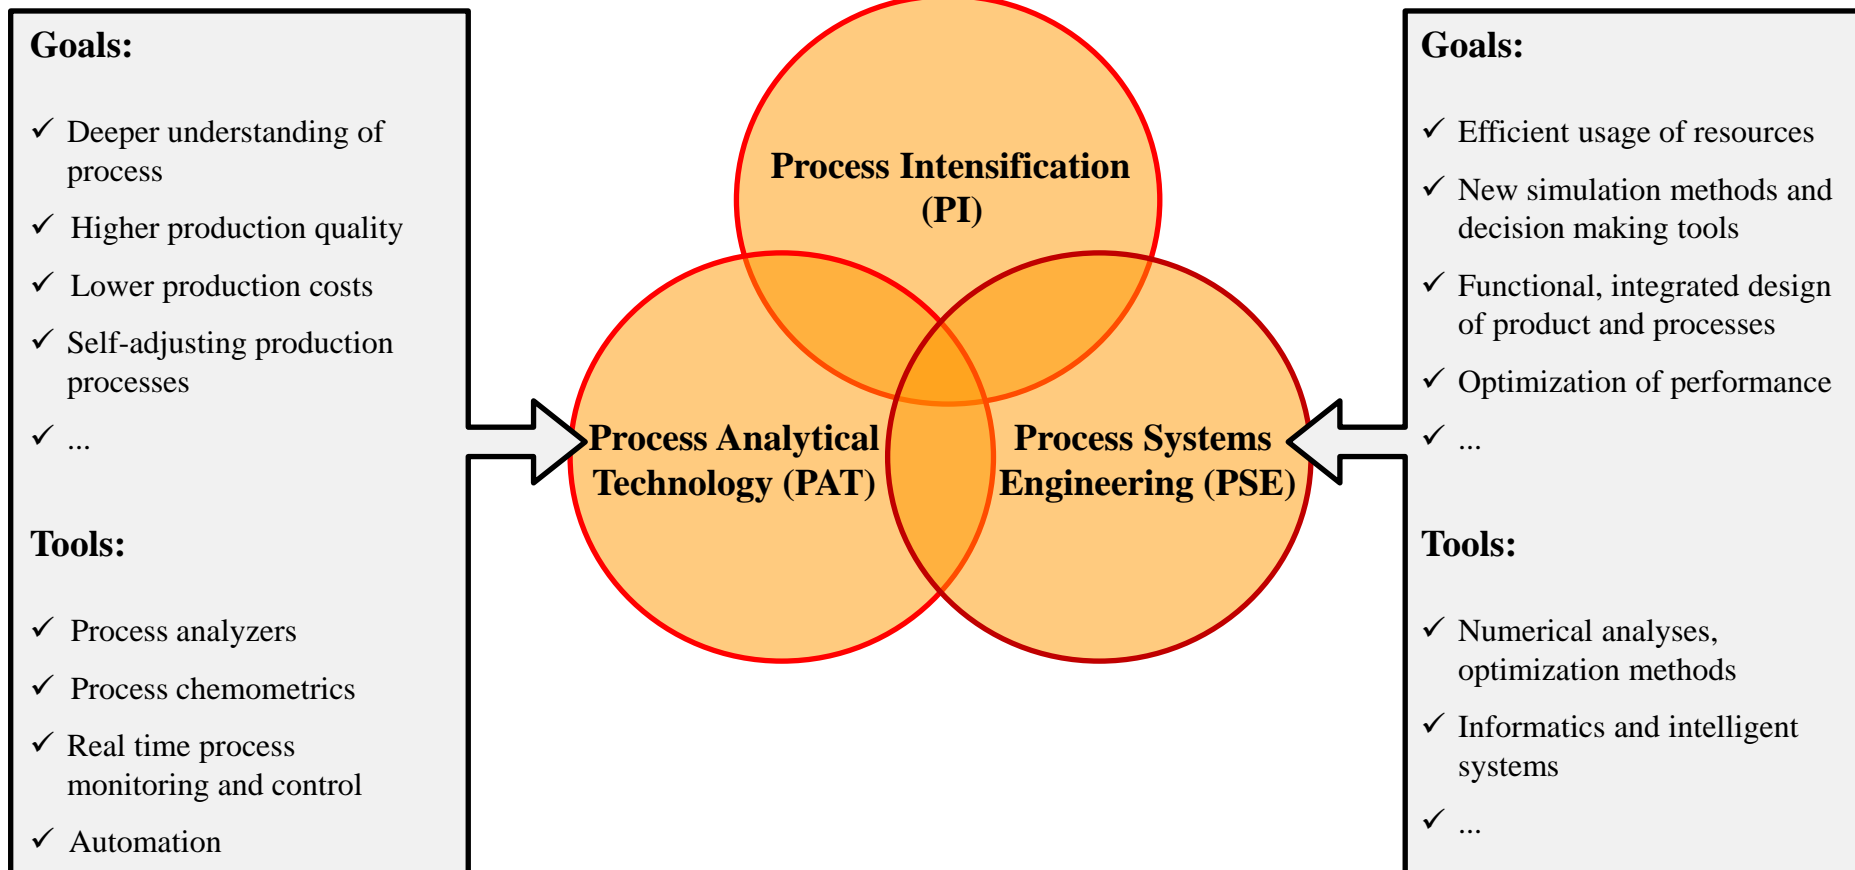 Goals:
✓ Deeper understanding of
process
✓ Higher production quality
✓ Lower production costs
✓ Self-adjusting production
processes
✓ ...
Tools:
✓ Process analyzers
✓ Process chemometrics
✓ Real time process
monitoring and control
✓ Automation
Process Intensification
(PI)
Process Analytical
Technology (PAT)
Process Systems
Engineering (PSE)
Goals:
✓ Efficient usage of resources
✓ New simulation methods and
decision making tools
✓ Functional, integrated design
of product and processes
✓ Optimization of performance
✓ ...
Tools:
✓ Numerical analyses,
optimization methods
✓ Informatics and intelligent
systems
✓ ...